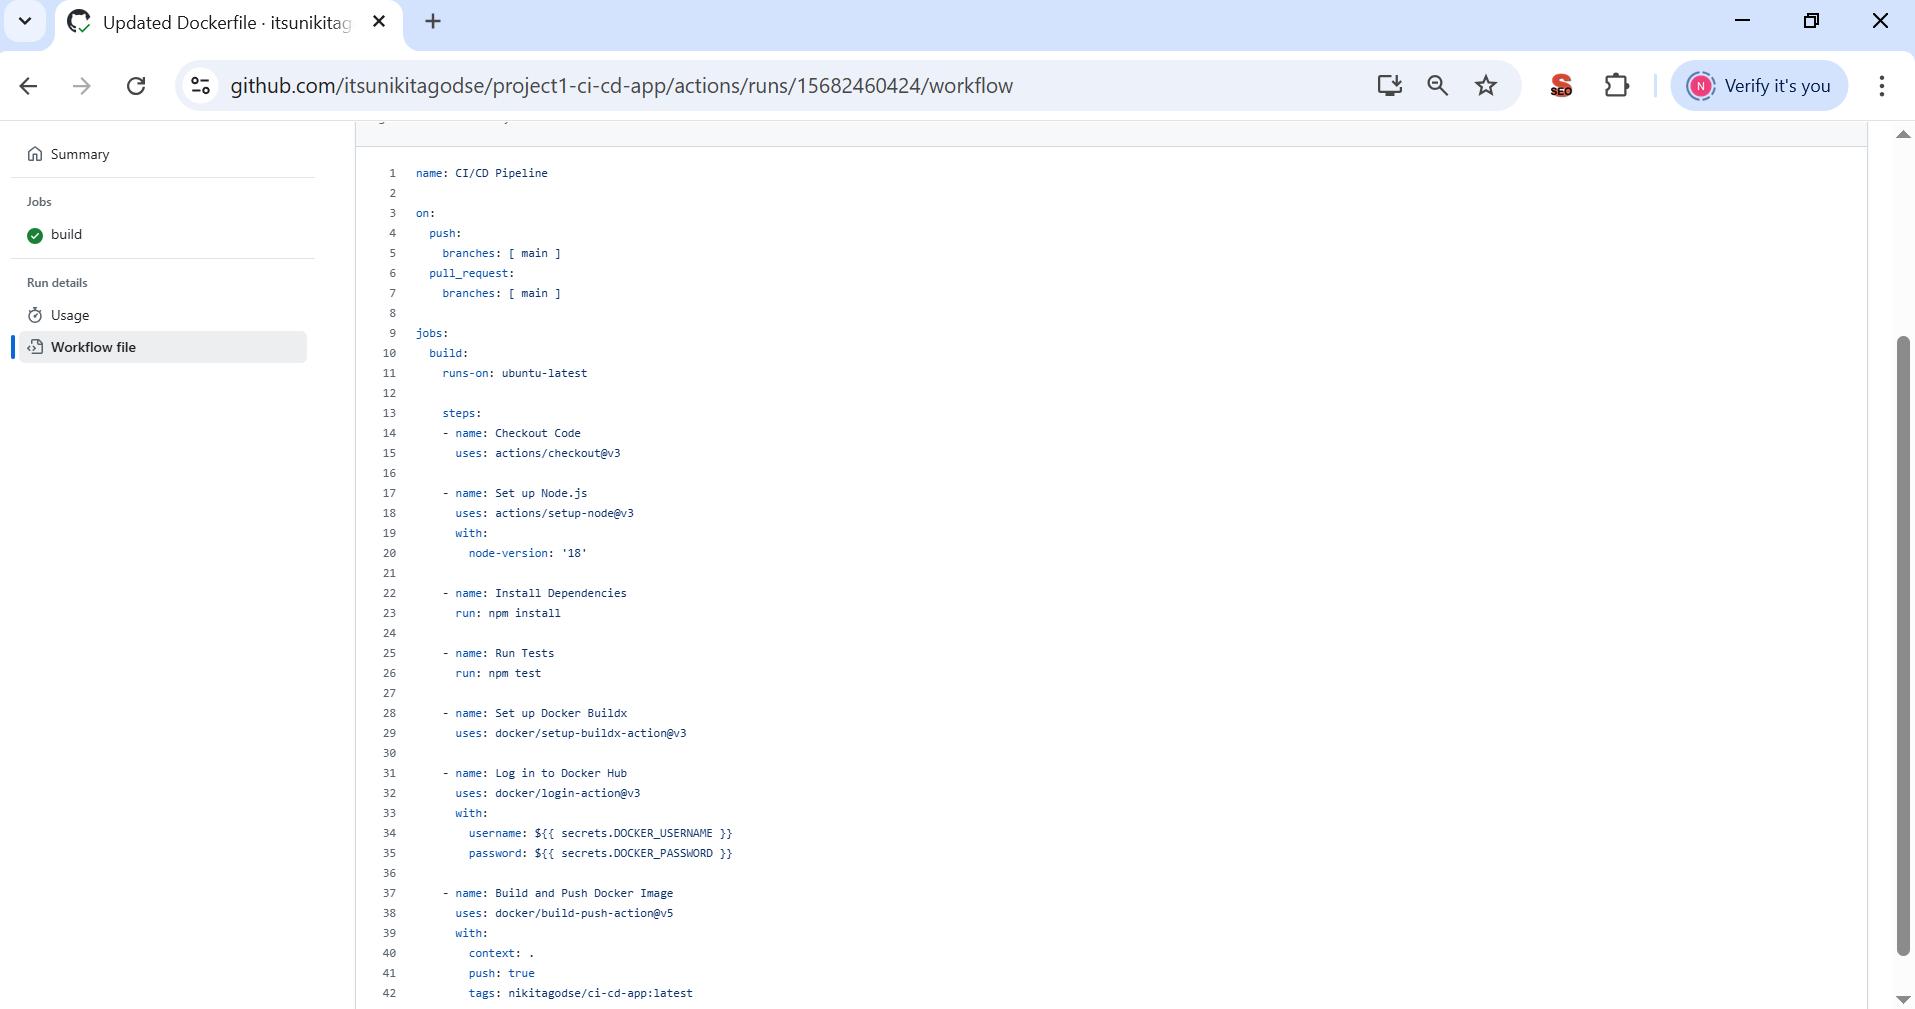 Updated Dockerfile · itsunikitag
github.com/itsunikitagodse/project1-ci-cd-app/actions/runs/15682460424/workflow
SEO
N
Verify it's you
Summary
Jobs
build
Run details
Usage
Workflow file
1 name: CI/CD Pipeline
2
3 on:
4 push:
5 branches: [ main ]
6 pull_request:
7 branches: [ main ]
8
9 jobs:
10 build:
11 runs-on: ubuntu-latest
12
13 steps:
14 - name: Checkout Code
15 uses: actions/checkout@v3
16
17 - name: Set up Node.js
18 uses: actions/setup-node@v3
19 with:
20 node-version: '18'
21
22 - name: Install Dependencies
23 run: npm install
24
25 - name: Run Tests
26 run: npm test
27
28 - name: Set up Docker Buildx
29 uses: docker/setup-buildx-action@v3
30
31 - name: Log in to Docker Hub
32 uses: docker/login-action@v3
33 with:
34 username: ${{ secrets.DOCKER_USERNAME }}
35 password: ${{ secrets.DOCKER_PASSWORD }}
36
37 - name: Build and Push Docker Image
38 uses: docker/build-push-action@v5
39 with:
40 context: .
41 push: true
42 tags: nikitagodse/ci-cd-app:latest